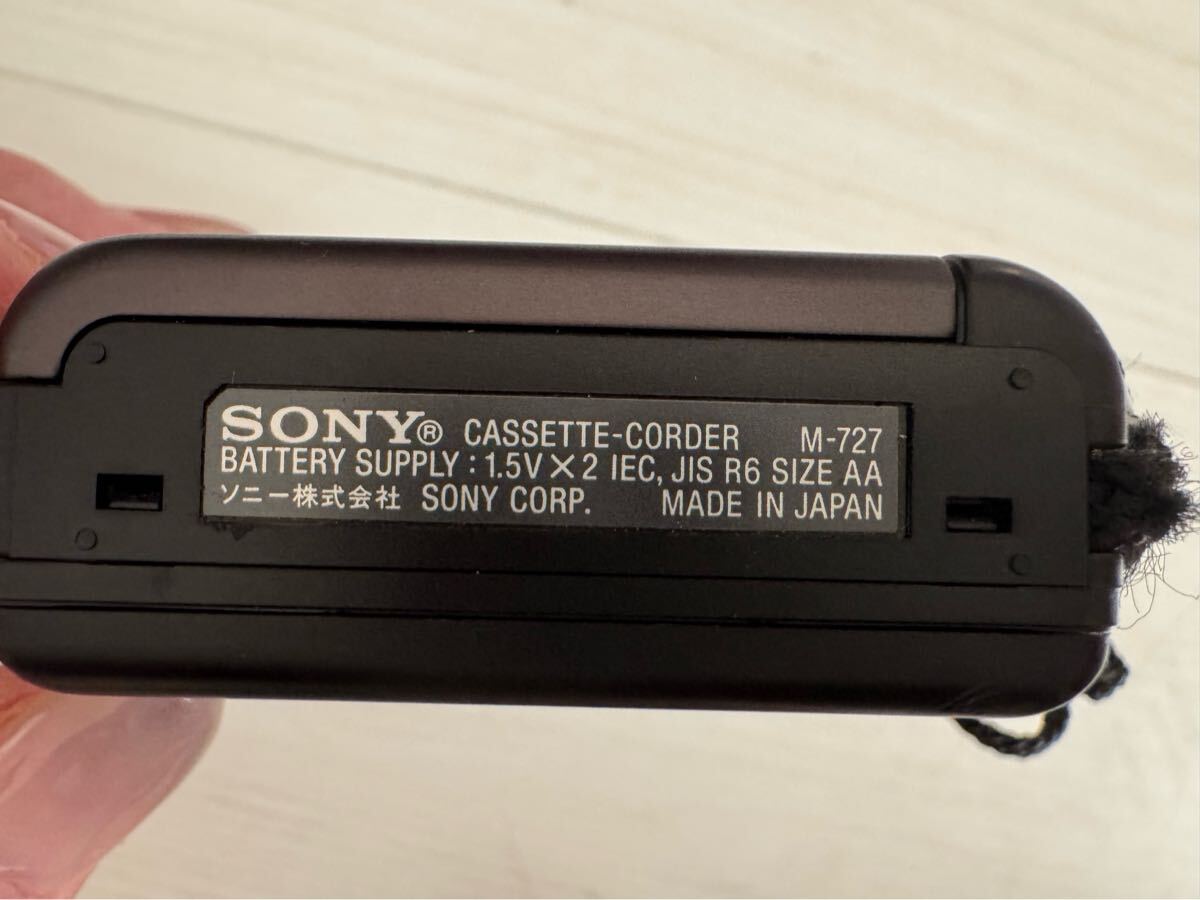 SONY® CASSETTE-CORDER M-727
BATTERY SUPPLY : 1.5V×2 IEC, JIS R6 SIZE AA
ソニー株式会社 SONY CORP. MADE IN JAPAN